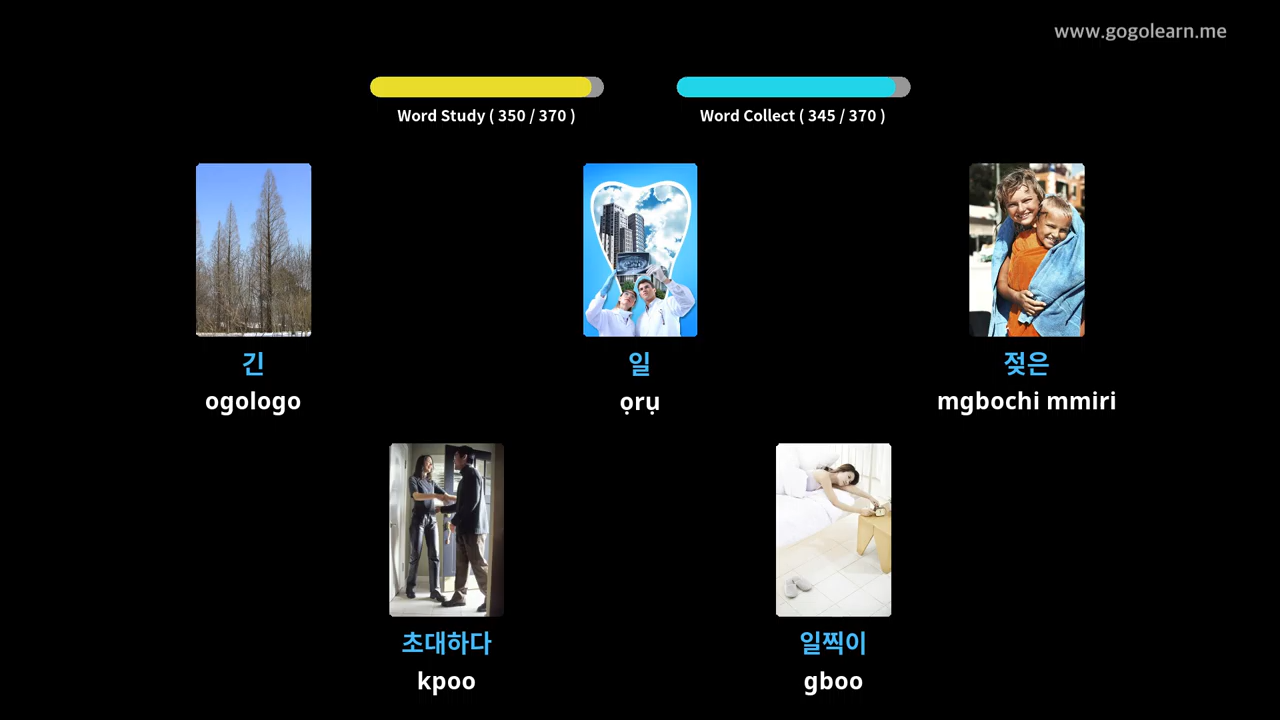 www.gogolearn.me
Word Study ( 350 / 370 )
Word Collect ( 345 / 370 )
긴
ogologo
일
ọrụ
젖은
mgbochi mmiri
초대하다
kpoo
일찍이
gboo